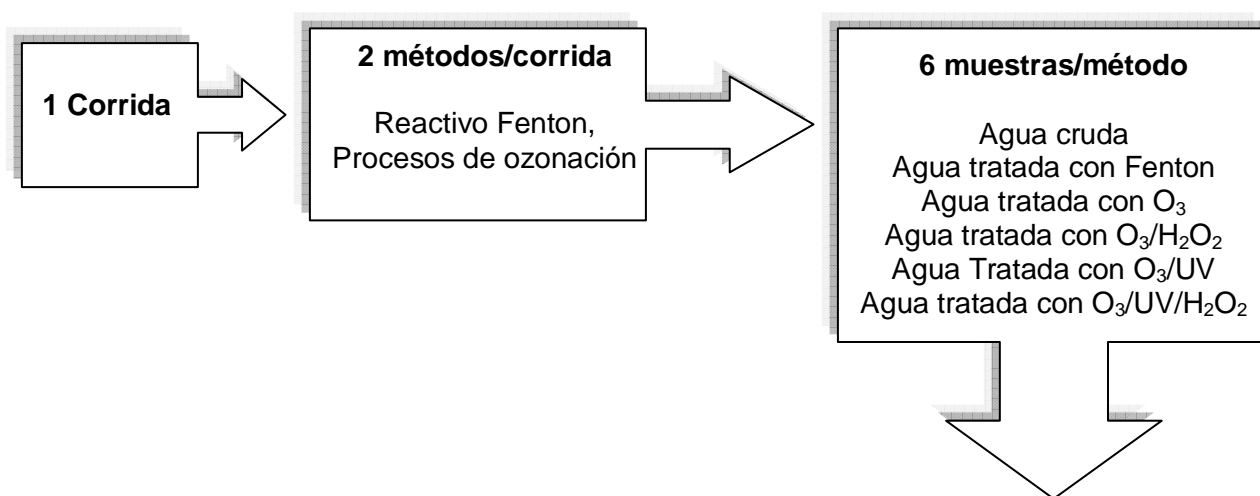 1 Corrida
2 métodos/corrida
Reactivo Fenton,
Procesos de ozonación
6 muestras/método
Agua cruda
Agua tratada con Fenton
Agua tratada con O₃
Agua tratada con O₃/H₂O₂
Agua Tratada con O₃/UV
Agua tratada con O₃/UV/H₂O₂